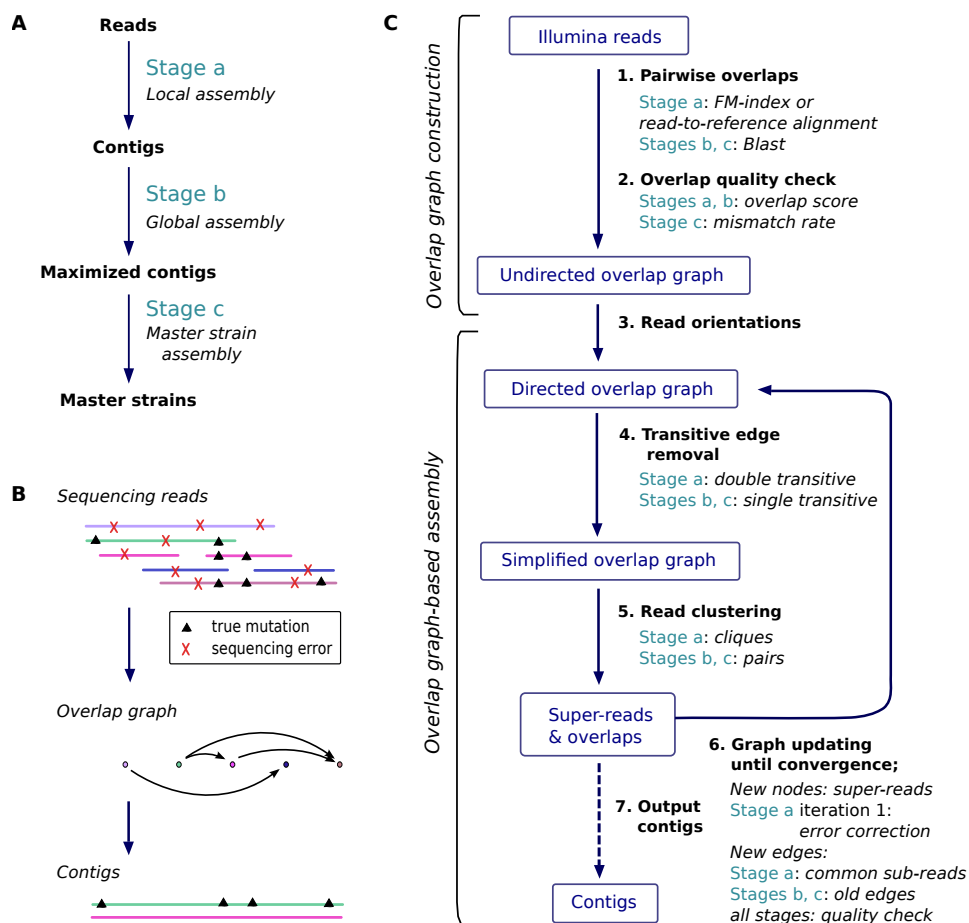 A
Reads
Stage a
Local assembly
Contigs
Stage b
Global assembly
Maximized contigs
Stage c
Master strain
assembly
Master strains
B
Sequencing reads
true mutation
sequencing error
Overlap graph
Contigs
C
Overlap graph construction
Illumina reads
1. Pairwise overlaps
Stage a: FM-index or
read-to-reference alignment
Stages b, c: Blast
2. Overlap quality check
Stages a, b: overlap score
Stage c: mismatch rate
Undirected overlap graph
3. Read orientations
Overlap graph-based assembly
Directed overlap graph
4. Transitive edge
removal
Stage a: double transitive
Stages b, c: single transitive
Simplified overlap graph
5. Read clustering
Stage a: cliques
Stages b, c: pairs
Super-reads
& overlaps
6. Graph updating
until convergence;
New nodes: super-reads
Stage a iteration 1:
error correction
New edges:
Stage a: common sub-reads
Stages b, c: old edges
all stages: quality check
7. Output
contigs
Contigs